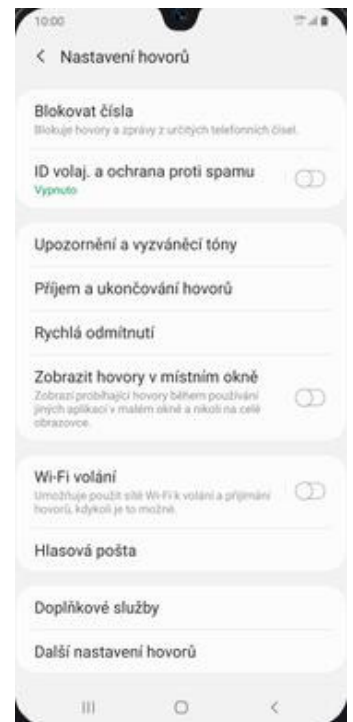 10:00
Nastavení hovorů
Blokovat čísla
Blokuje hovory a zprávy z určitých telefonních čísel.
ID volaj. a ochrana proti spamu
Vypnuto
Upozornění a vyzváněcí tóny
Příjem a ukončování hovorů
Rychlá odmítnutí
Zobrazit hovory v místním okně
Zobrazí probíhající hovory během používání
jiných aplikací v malém okně a nikoli na celé
obrazovce.
Wi-Fi volání
Umožňuje použít sítě Wi-Fi k volání a přijímání
hovorů, kdykoli je to možné.
Hlasová pošta
Doplňkové služby
Další nastavení hovorů